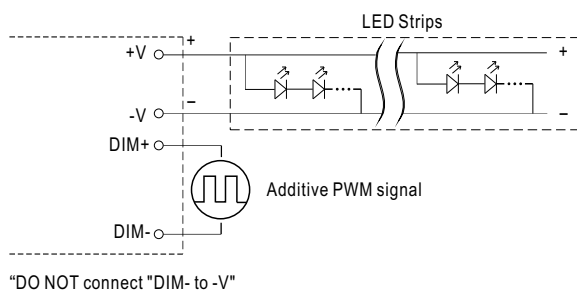 LED Strips
+V
+
+
-V
−
−
DIM+
Additive PWM signal
DIM-
“DO NOT connect "DIM- to -V"